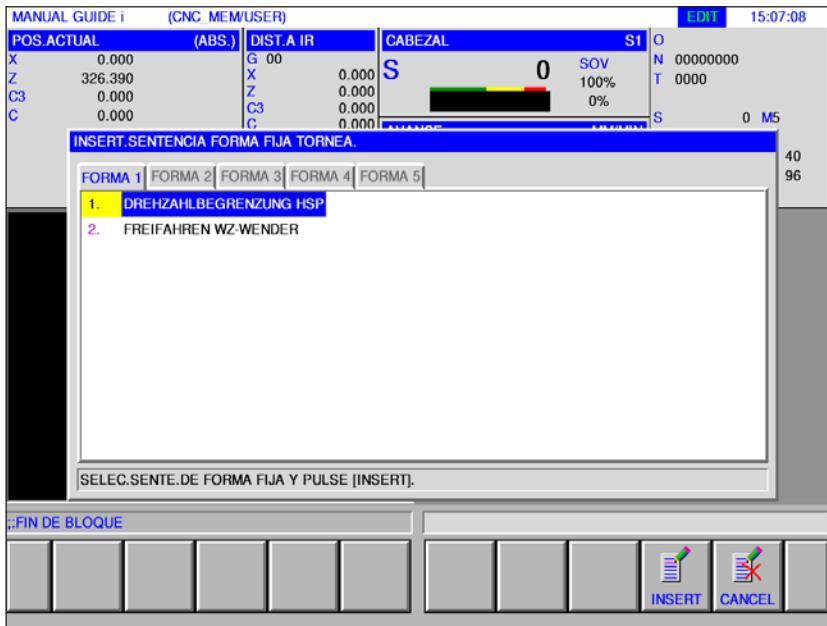 MANUAL GUIDE i (CNC_MEM/USER) EDIT 15:07:08
POS.ACTUAL (ABS.) DIST.A IR CABEZAL S1 O
X 0.000 G 00 S 0 SOV N 00000000
Z 326.390 X 0.000 100% T 0000
C3 0.000 Z 0.000 0%
C 0.000 C3 0.000 S 0 M5
C 0.000
INSERT.SENTENCIA FORMA FIJA TORNEA.
40
96
FORMA 1 FORMA 2 FORMA 3 FORMA 4 FORMA 5
1. DREHZAHLBEGRENZUNG HSP
2. FREIFAHREN WZ-WENDER
SELEC.SENTE.DE FORMA FIJA Y PULSE [INSERT].
;:FIN DE BLOQUE
INSERT CANCEL